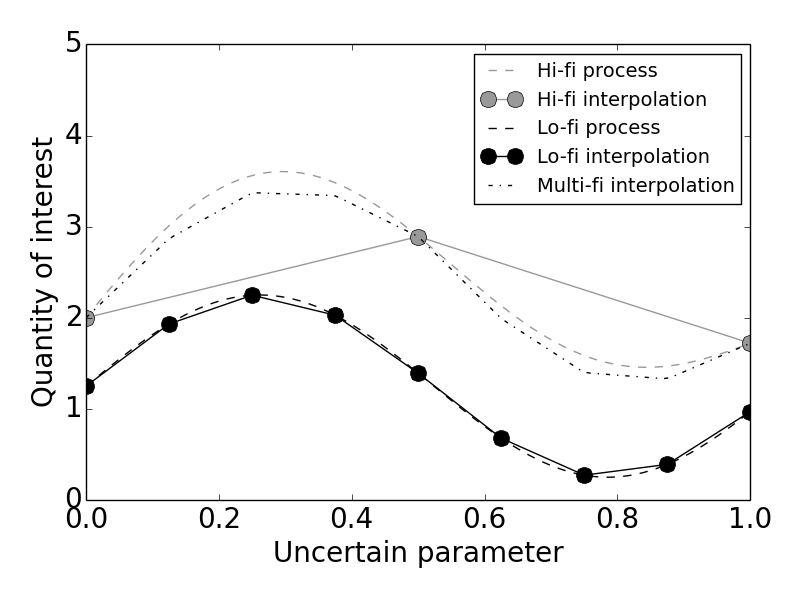 5
4
3
2
1
0
Quantity of interest
Hi-fi process
Hi-fi interpolation
Lo-fi process
Lo-fi interpolation
Multi-fi interpolation
0.0 0.2 0.4 0.6 0.8 1.0
Uncertain parameter